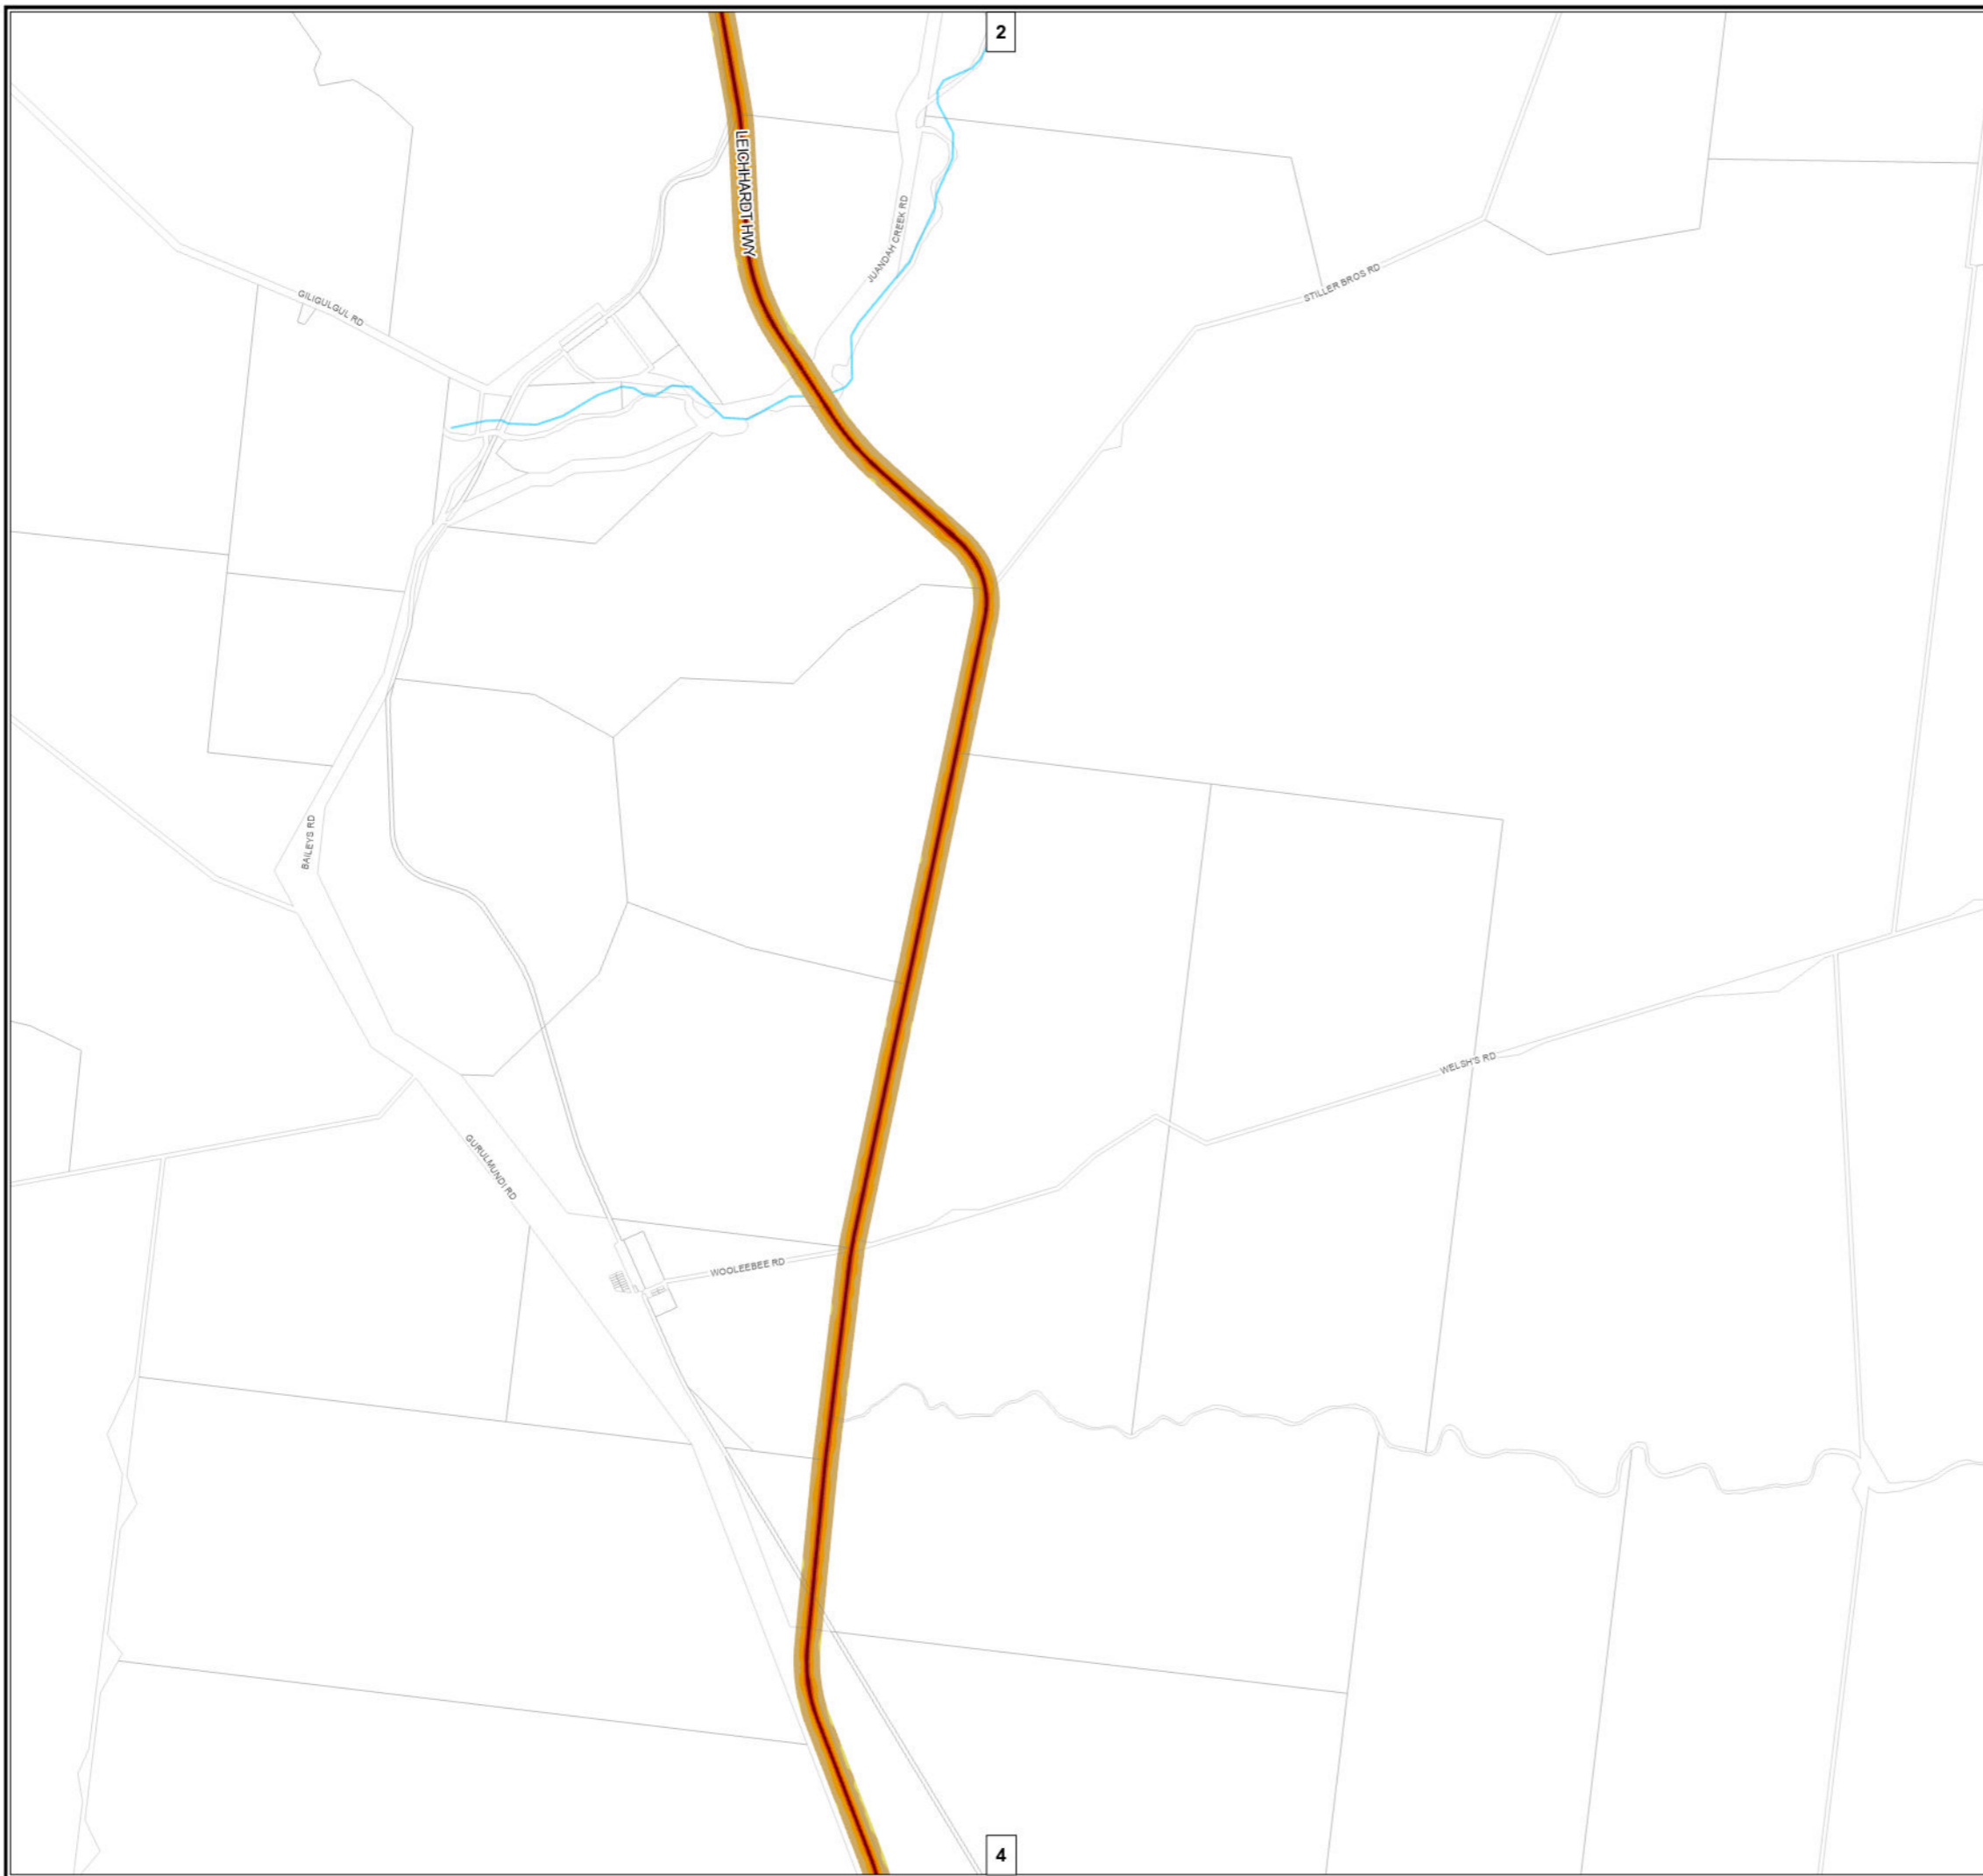 2
LEICHHARDT HWY
JUANDAH CREEK RD
STILLER BROS RD
GILIGULGUL RD
BAILEYS RD
WELSH'S RD
GURULMUNDI RD
WOOLEEBEE RD
4